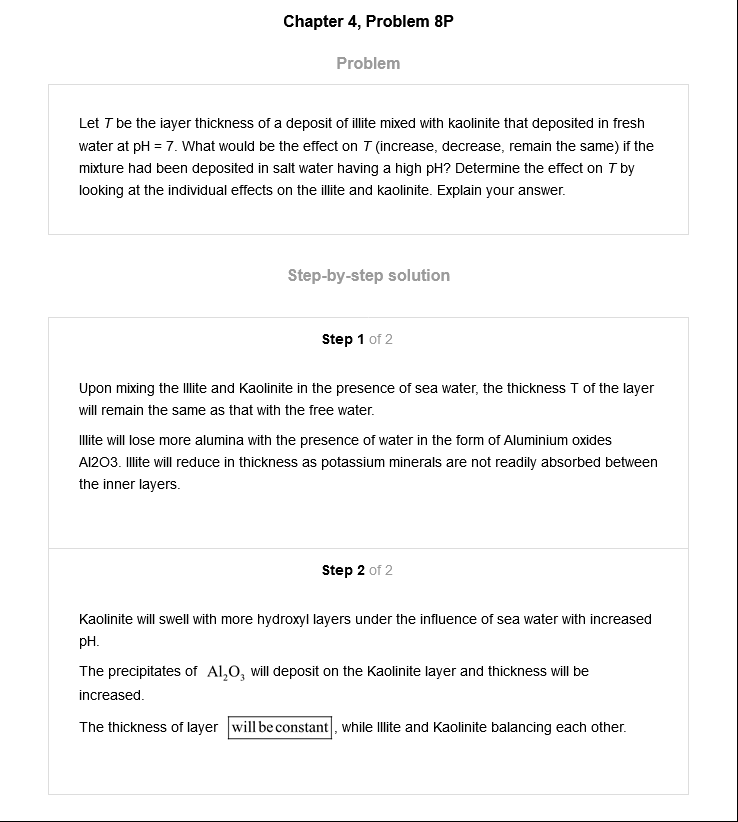 Chapter 4, Problem 8P
Problem
Let T be the iayer thickness of a deposit of illite mixed with kaolinite that deposited in fresh
water at pH = 7. What would be the effect on T (increase, decrease, remain the same) if the
mixture had been deposited in salt water having a high pH? Determine the effect on T by
looking at the individual effects on the illite and kaolinite. Explain your answer.
Step-by-step solution
Step 1 of 2
Upon mixing the Illite and Kaolinite in the presence of sea water, the thickness T of the layer
will remain the same as that with the free water.
Illite will lose more alumina with the presence of water in the form of Aluminium oxides
Al2O3. Illite will reduce in thickness as potassium minerals are not readily absorbed between
the inner layers.
Step 2 of 2
Kaolinite will swell with more hydroxyl layers under the influence of sea water with increased
pH.
The precipitates of Al₂O₃ will deposit on the Kaolinite layer and thickness will be
increased.
The thickness of layer will be constant, while Illite and Kaolinite balancing each other.